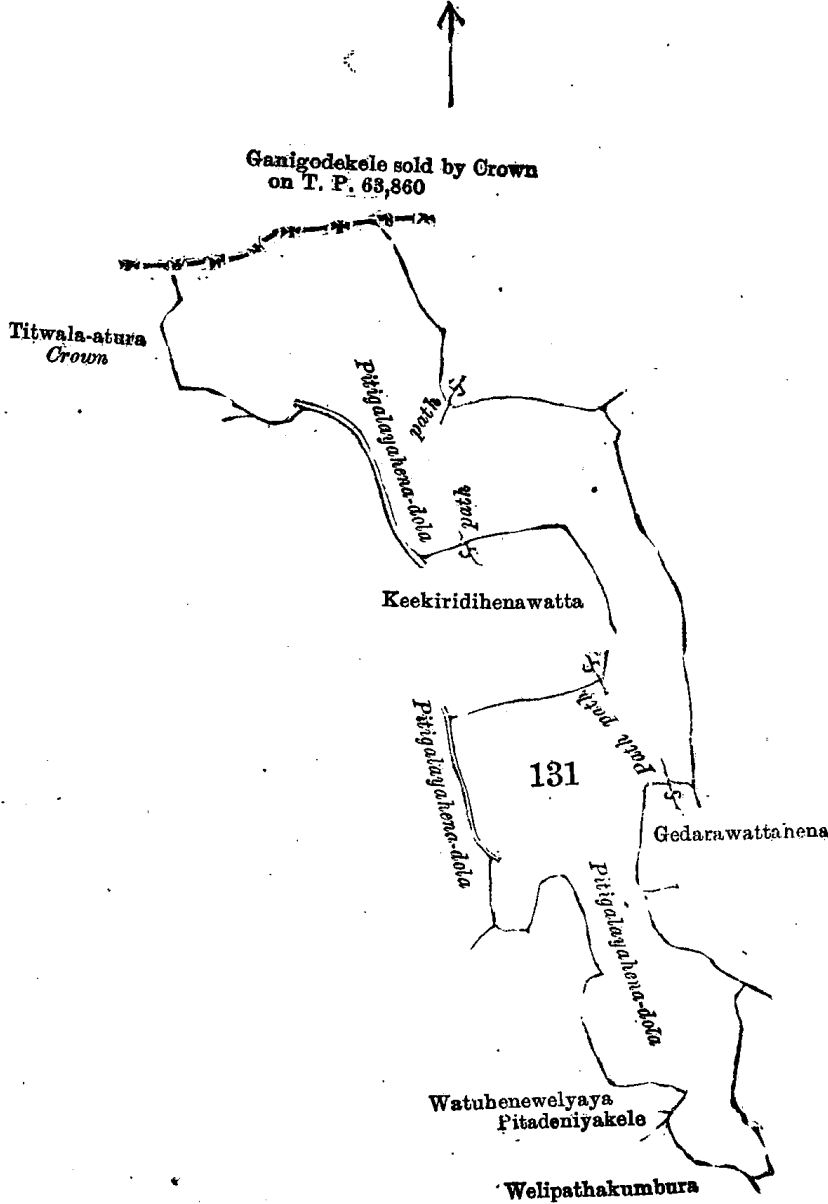 Ganigodekele sold by Crown
on T. P. 63,860
Titwala-atura
Crown
Pitigalayahena-dola
path
path
Keekiridihenawatta
path
path
Pitigalayahena-dola
131
Gedarawattahena
Pitigalayahena-dola
Watuhenewelyaya
Pitadeniyakele
Welipathakumbura